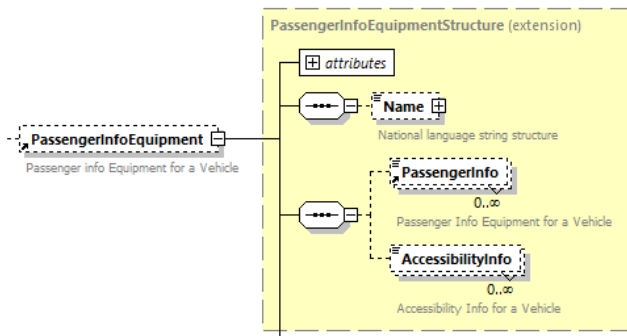 PassengerInfoEquipmentStructure (extension)
attributes
Name
National language string structure
PassengerInfoEquipment
Passenger info Equipment for a Vehicle
PassengerInfo
0..∞
Passenger Info Equipment for a Vehicle
AccessibilityInfo
0..∞
Accessibility Info for a Vehicle